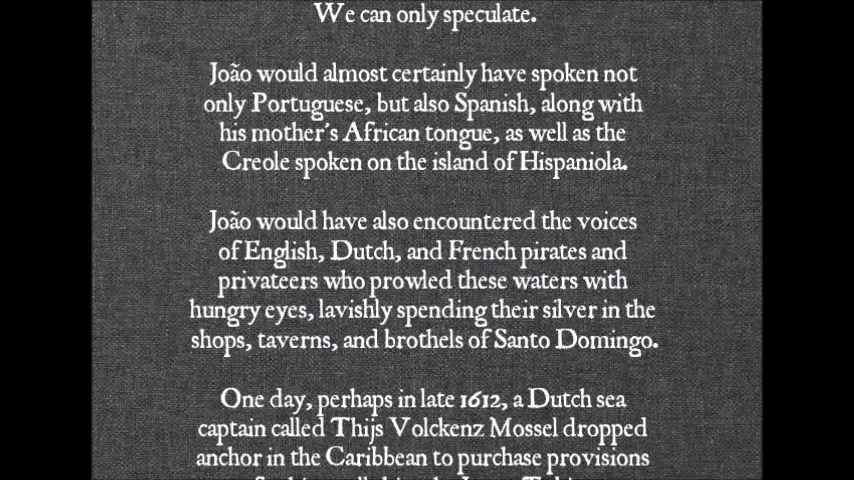 We can only speculate.
João would almost certainly have spoken not
only Portuguese, but also Spanish, along with
his mother's African tongue, as well as the
Creole spoken on the island of Hispaniola.
João would have also encountered the voices
of English, Dutch, and French pirates and
privateers who prowled these waters with
hungry eyes, lavishly spending their silver in the
shops, taverns, and brothels of Santo Domingo.
One day, perhaps in late 1612, a Dutch sea
captain called Thijs Volckenz Mossel dropped
anchor in the Caribbean to purchase provisions